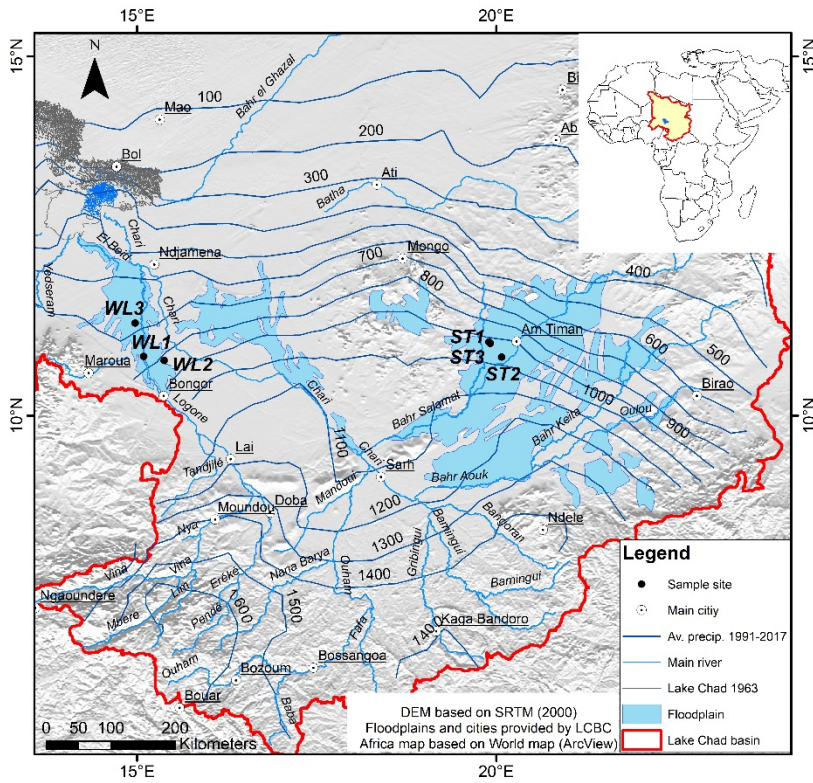 15°E
20°E
15°N
15°N
N
Bahr el Ghazal
100
Mao
Bi
200
Ab
Bol
300
Ati
Batha
Chari
El Beid
Ndjamena
700
Mongo
400
Yedseram
800
Chari
WL3
ST1
Am Timan
600
500
WL1
ST3
WL2
ST2
Maroua
Bongor
1000
Birao
10°N
10°N
Logone
Chari
Bahr Salamat
Bahr Keita
Oulou
900
1100
Lai
Chari
Tandjilé
Sarh
Bahr Aouk
Mandoul
Moundou
Doba
1200
Nya
Bangoran
Ndele
1300
Bamingui
Gribingui
Vina
Vina
Nana Barya
Ouham
1400
Lim
Eréké
Bamingui
Ngaoundere
1600
1500
Mbere
Pendé
Fafa
1400
Kaga Bandoro
Ouham
Bossangoa
Bozoum
Bouar
Baba
Legend
Sample site
Main citiy
Av. precip. 1991-2017
Main river
Lake Chad 1963
Floodplain
Lake Chad basin
DEM based on SRTM (2000)
Floodplains and cities provided by LCBC
Africa map based on World map (ArcView)
0 50 100 200
Kilometers
15°E
20°E